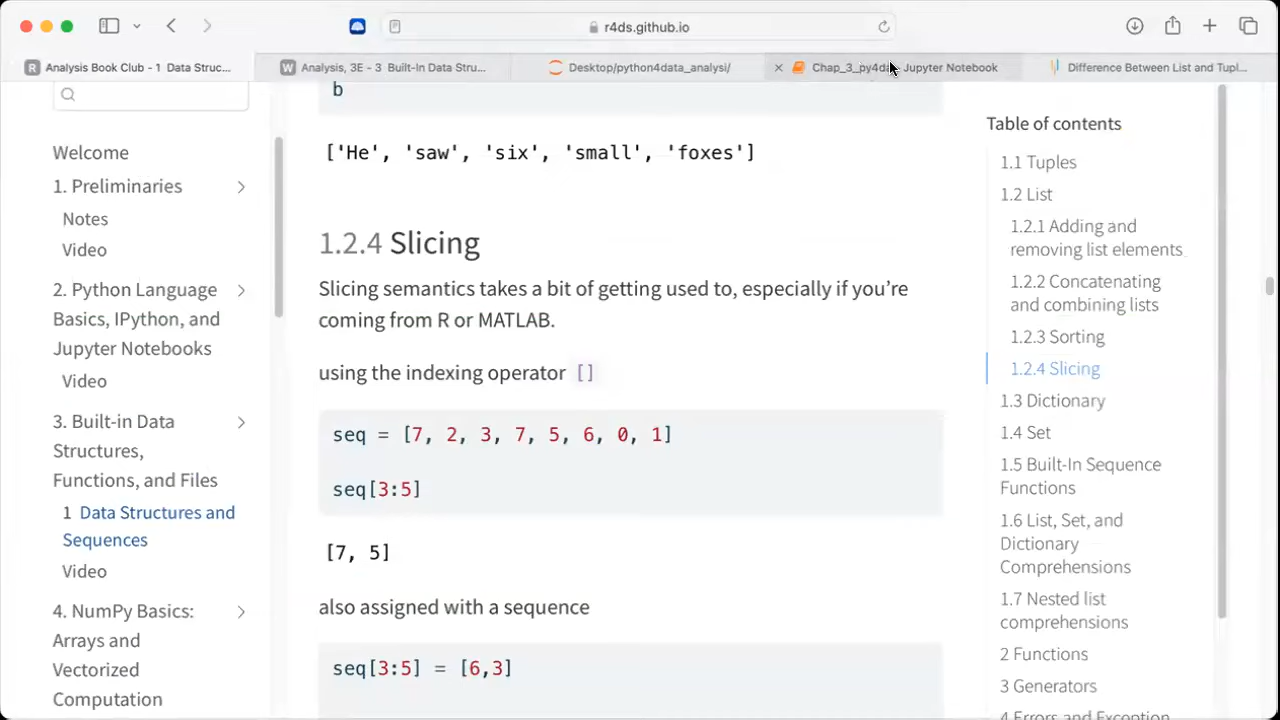 r4ds.github.io
R Analysis Book Club - 1 Data Struc...
W Analysis, 3E - 3 Built-In Data Stru...
Desktop/python4data_analysi/
Chap_3_py4da - Jupyter Notebook
Difference Between List and Tupl...
Welcome
1. Preliminaries
Notes
Video
2. Python Language
Basics, IPython, and
Jupyter Notebooks
Video
3. Built-in Data
Structures,
Functions, and Files
1 Data Structures and
Sequences
Video
4. NumPy Basics:
Arrays and
Vectorized
Computation
b
['He', 'saw', 'six', 'small', 'foxes']
1.2.4 Slicing
Slicing semantics takes a bit of getting used to, especially if you're
coming from R or MATLAB.
using the indexing operator []
seq = [7, 2, 3, 7, 5, 6, 0, 1]
seq[3:5]
[7, 5]
also assigned with a sequence
seq[3:5] = [6,3]
Table of contents
1.1 Tuples
1.2 List
1.2.1 Adding and
removing list elements
1.2.2 Concatenating
and combining lists
1.2.3 Sorting
1.2.4 Slicing
1.3 Dictionary
1.4 Set
1.5 Built-In Sequence
Functions
1.6 List, Set, and
Dictionary
Comprehensions
1.7 Nested list
comprehensions
2 Functions
3 Generators
4 Errors and Exception